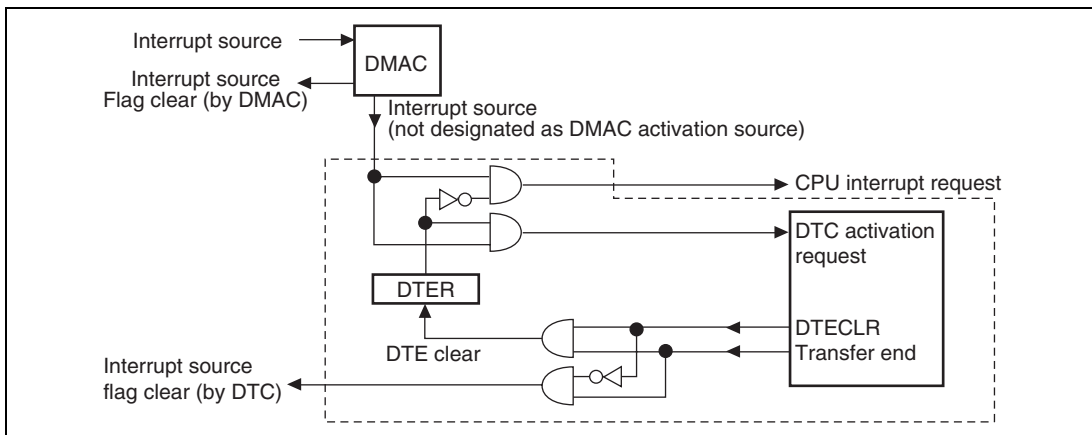 Interrupt source
DMAC
Interrupt source
Flag clear (by DMAC)
Interrupt source
(not designated as DMAC activation source)
CPU interrupt request
DTC activation
request
DTER
DTECLR
DTE clear
Transfer end
Interrupt source
flag clear (by DTC)